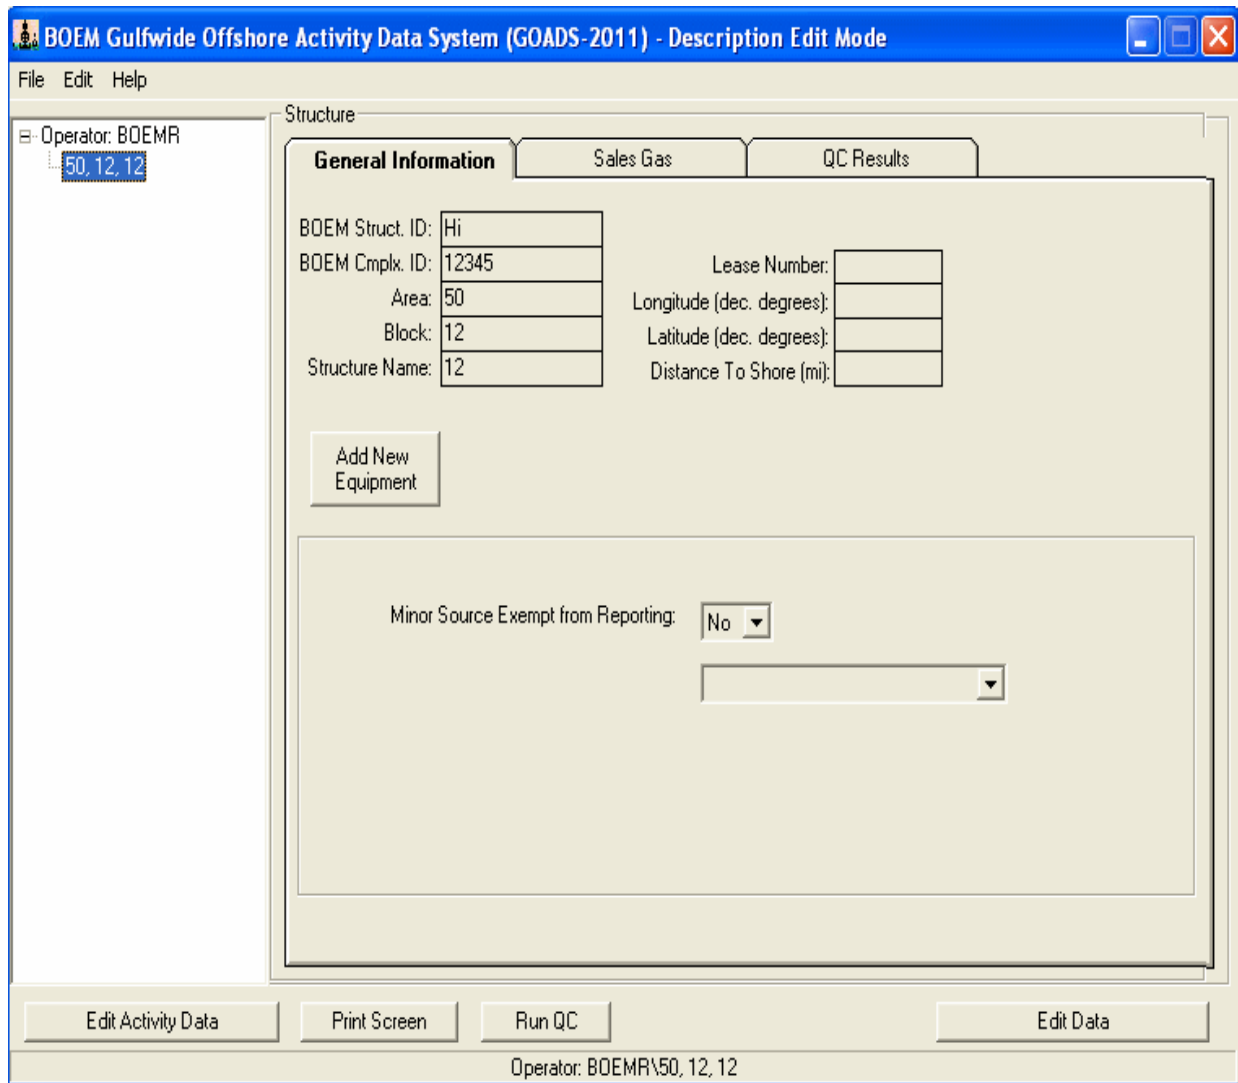 BOEM Gulfwide Offshore Activity Data System (GOADS-2011) - Description Edit Mode
File Edit Help
Operator: BOEMR
50, 12, 12
Structure
General Information
Sales Gas
QC Results
BOEM Struct. ID: Hi
BOEM Cmplx. ID: 12345
Area: 50
Block: 12
Structure Name: 12
Lease Number:
Longitude (dec. degrees):
Latitude (dec. degrees):
Distance To Shore (mi):
Add New
Equipment
Minor Source Exempt from Reporting: No
Edit Activity Data
Print Screen
Run QC
Edit Data
Operator: BOEMR\50, 12, 12